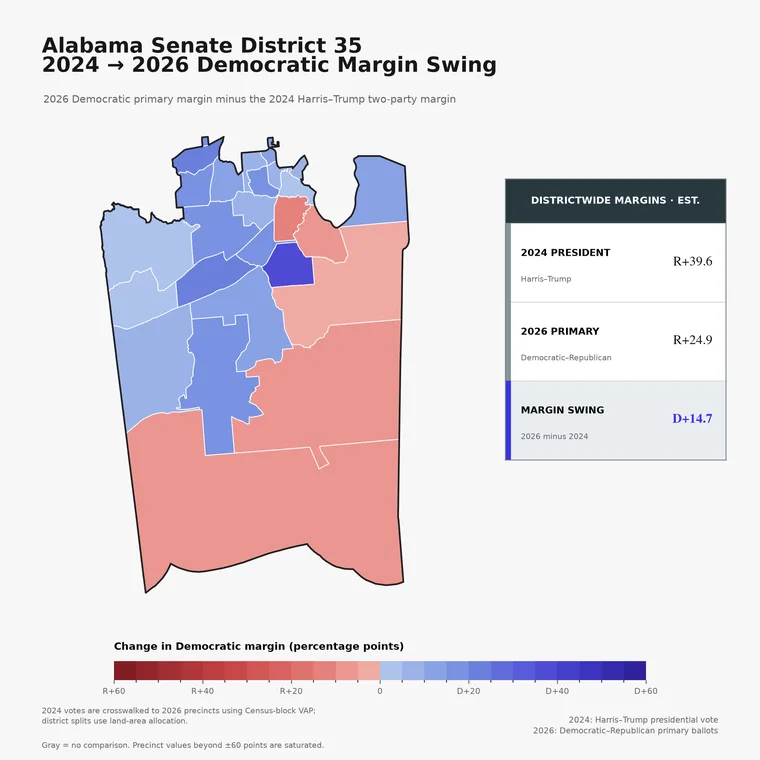 Alabama Senate District 35
2024 → 2026 Democratic Margin Swing
2026 Democratic primary margin minus the 2024 Harris–Trump two-party margin
DISTRICTWIDE MARGINS · EST.
2024 PRESIDENT
R+39.6
Harris–Trump
2026 PRIMARY
R+24.9
Democratic–Republican
MARGIN SWING
D+14.7
2026 minus 2024
Change in Democratic margin (percentage points)
R+60 R+40 R+20 0 D+20 D+40 D+60
2024 votes are crosswalked to 2026 precincts using Census-block VAP;
district splits use land-area allocation.
2024: Harris–Trump presidential vote
2026: Democratic–Republican primary ballots
Gray = no comparison. Precinct values beyond ±60 points are saturated.